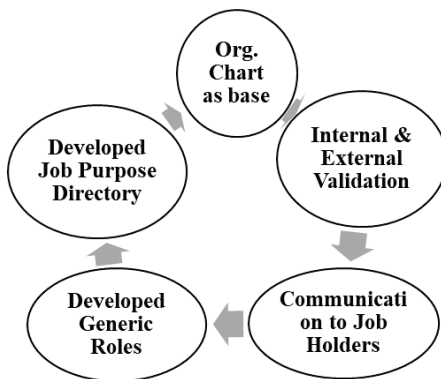 Org.
Chart
as base
Internal &
External
Validation
Communicati
on to Job
Holders
Developed
Generic
Roles
Developed
Job Purpose
Directory